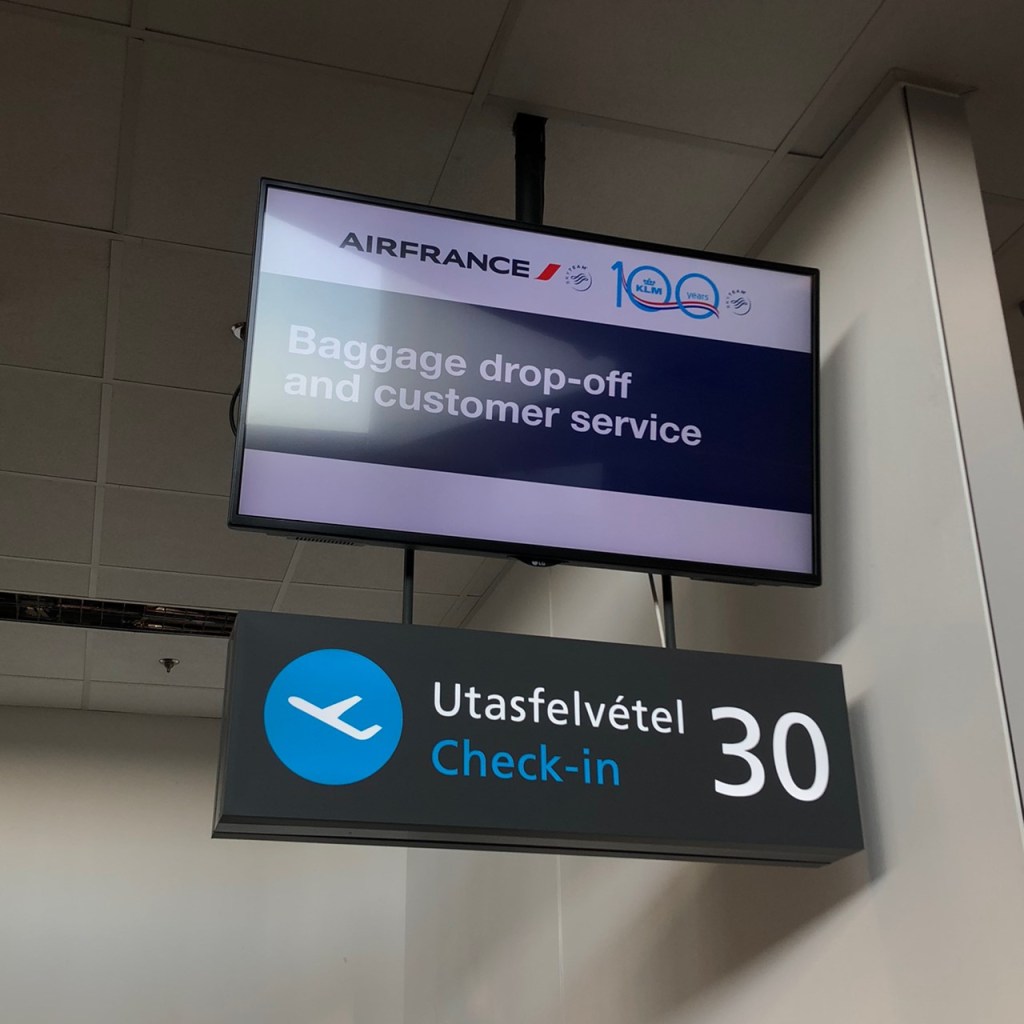 AIRFRANCE
100 years
KLM
Baggage drop-off
and customer service
Utasfelvétel
Check-in
30